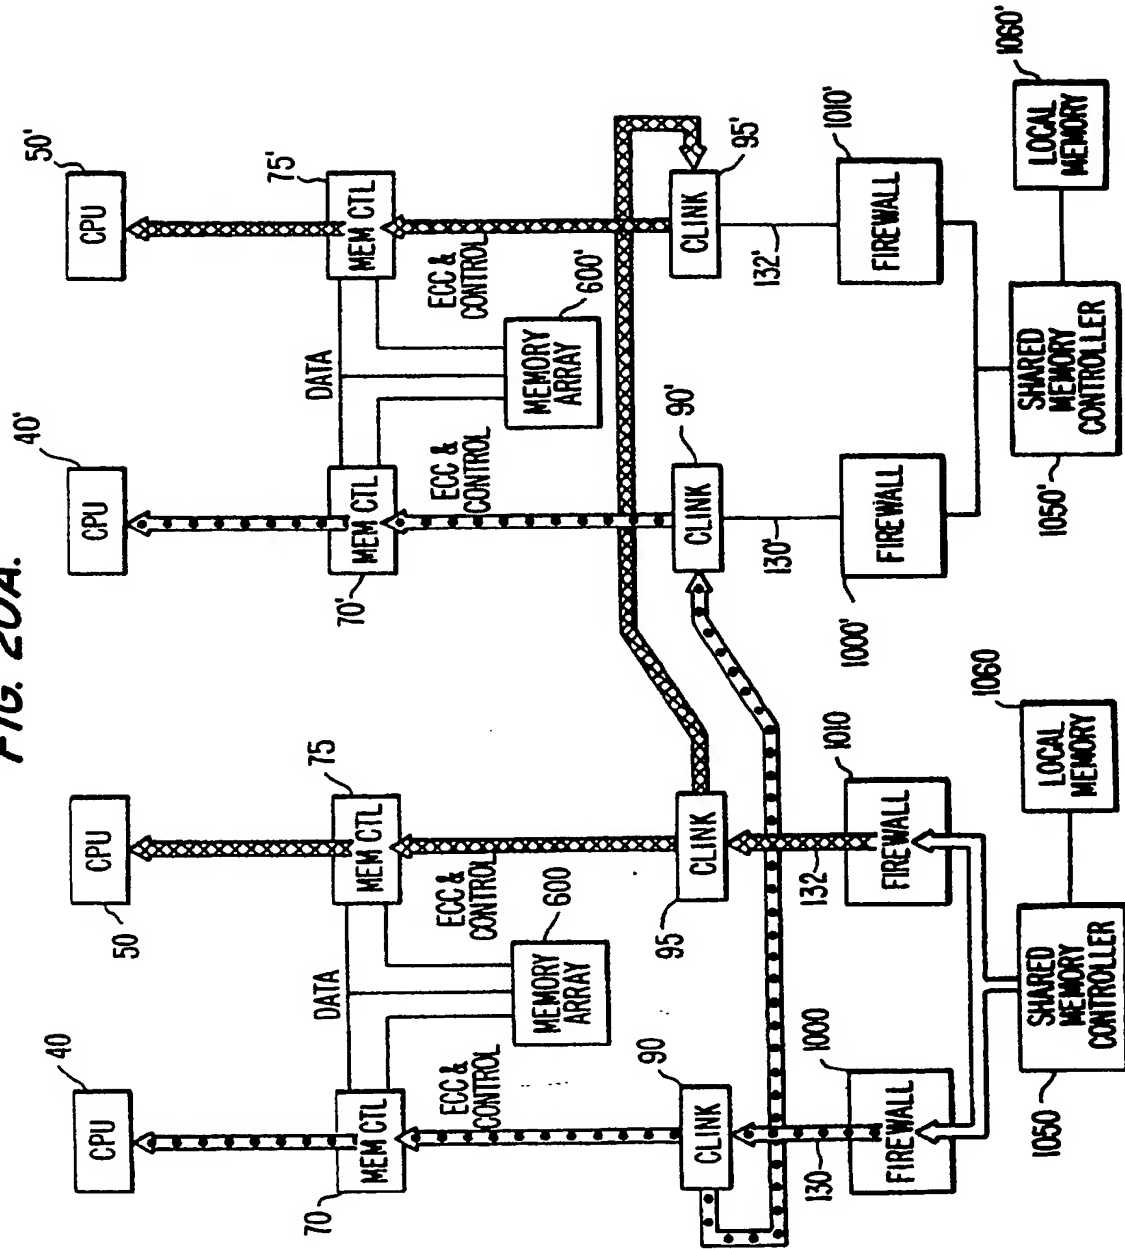 FIG. 20A.
40
CPU
50
CPU
40'
CPU
50'
CPU
70
MEM CTL
DATA
75
MEM CTL
70'
MEM CTL
DATA
75'
MEM CTL
ECC &
CONTROL
ECC &
CONTROL
ECC &
CONTROL
ECC &
CONTROL
600
MEMORY
ARRAY
600'
MEMORY
ARRAY
90
CLINK
95
CLINK
90'
CLINK
95'
CLINK
130
132
130'
132'
1000
FIREWALL
1010
FIREWALL
1000'
FIREWALL
1010'
FIREWALL
1050
SHARED
MEMORY
CONTROLLER
1060
LOCAL
MEMORY
1050'
SHARED
MEMORY
CONTROLLER
1060'
LOCAL
MEMORY